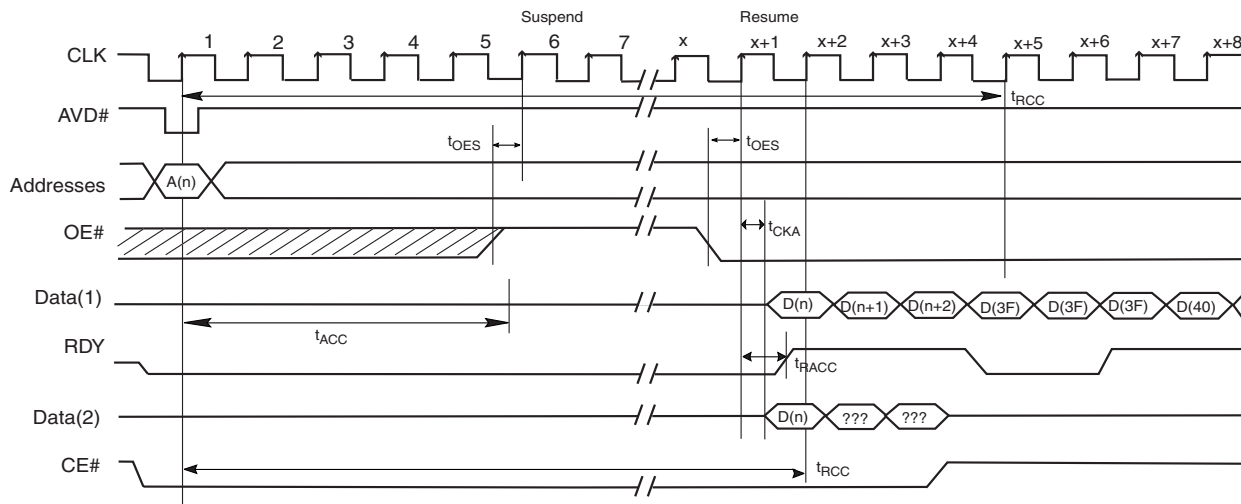 Suspend Resume
CLK 1 2 3 4 5 6 7 x x+1 x+2 x+3 x+4 x+5 x+6 x+7 x+8
tRCC
AVD#
tOES tOES
Addresses A(n)
OE# tCKA
Data(1) D(n) D(n+1) D(n+2) D(3F) D(3F) D(3F) D(40)
tACC
RDY tRACC
Data(2) D(n) ??? ???
CE# tRCC